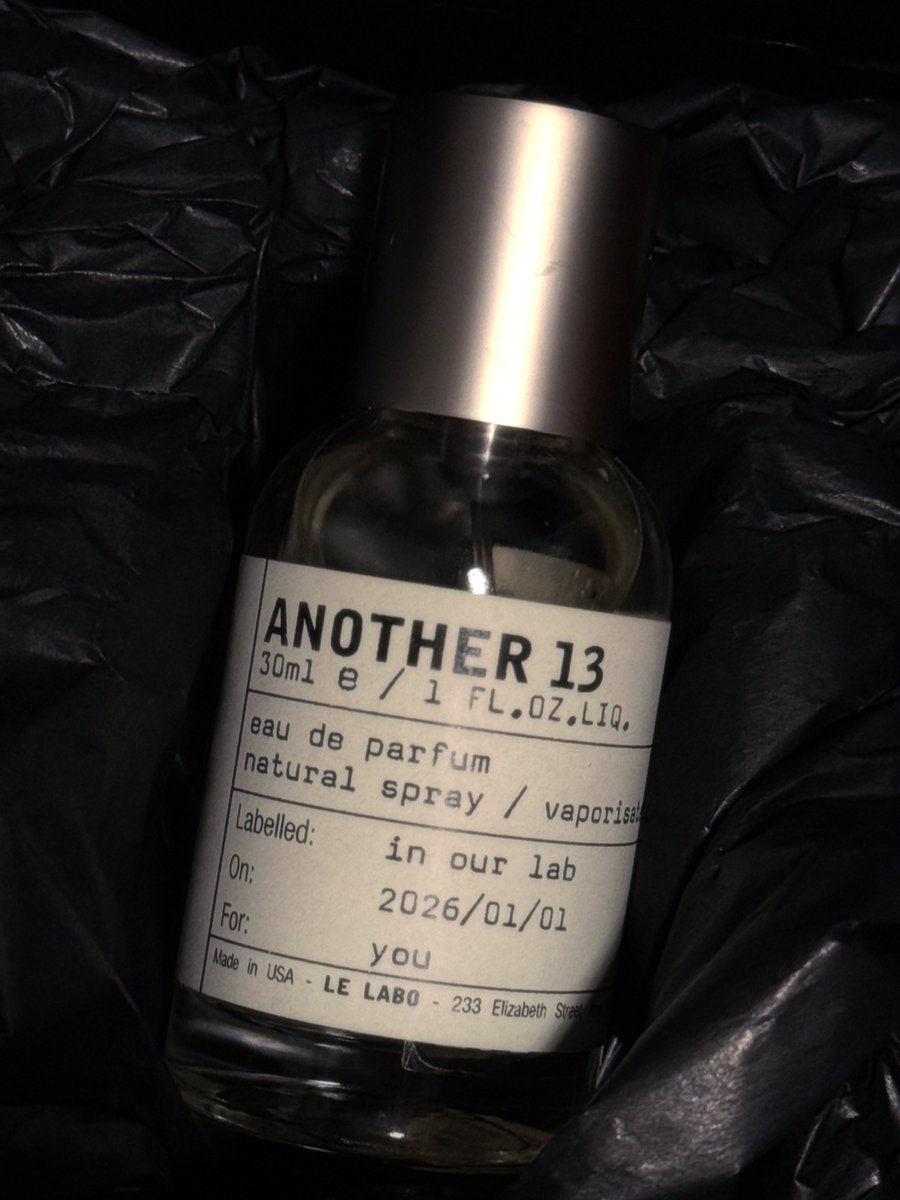 ANOTHER 13
30ml e / 1 FL.OZ.LIQ.
eau de parfum
natural spray /
Labelled: in our lab
On: 2026/01/01
For: you
Made in USA - LE LABO - 233 Elizabeth Street